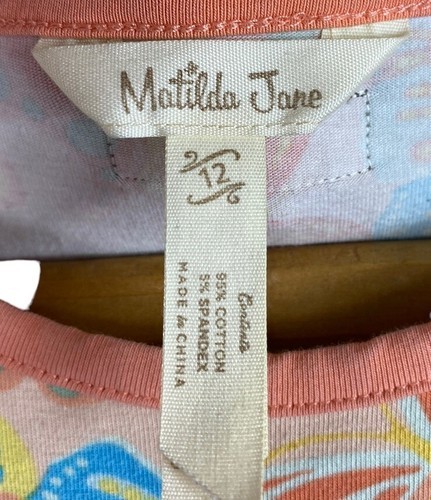 Matilda Jane
12
Contents
95% COTTON
5% SPANDEX
MADE in CHINA